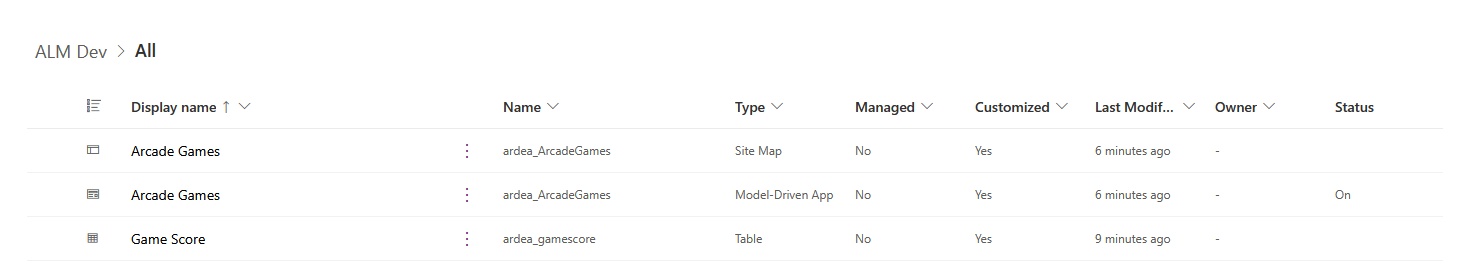 ALM Dev > All
Display name ↑ Name Type Managed Customized Last Modif... Owner Status
Arcade Games ardea_ArcadeGames Site Map No Yes 6 minutes ago -
Arcade Games ardea_ArcadeGames Model-Driven App No Yes 6 minutes ago - On
Game Score ardea_gamescore Table No Yes 9 minutes ago -